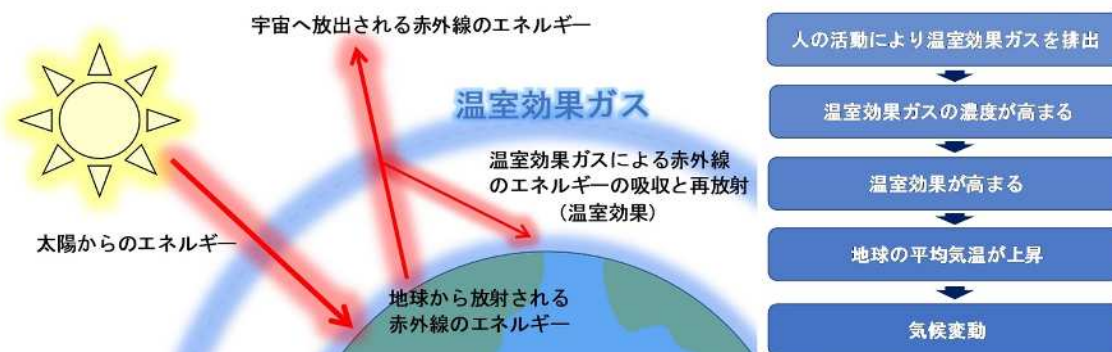 宇宙へ放出される赤外線のエネルギー
温室効果ガス
温室効果ガスによる赤外線
のエネルギーの吸収と再放射
(温室効果)
太陽からのエネルギー
地球から放射される
赤外線のエネルギー
人の活動により温室効果ガスを排出
温室効果ガスの濃度が高まる
温室効果が高まる
地球の平均気温が上昇
気候変動